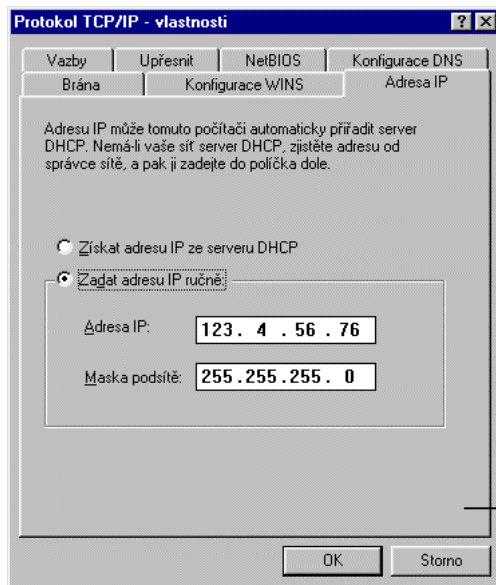 Protokol TCP/IP - vlastnosti
Vazby Upřesnit NetBIOS Konfigurace DNS
Brána Konfigurace WINS Adresa IP
Adresu IP může tomuto počítači automaticky přiřadit server
DHCP. Nemá-li vaše síť server DHCP, zjistěte adresu od
správce sítě, a pak ji zadejte do políčka dole.
Získat adresu IP ze serveru DHCP
Zadat adresu IP ručně:
Adresa IP: 123. 4 .56 .76
Maska podsítě: 255.255.255. 0
OK Storno